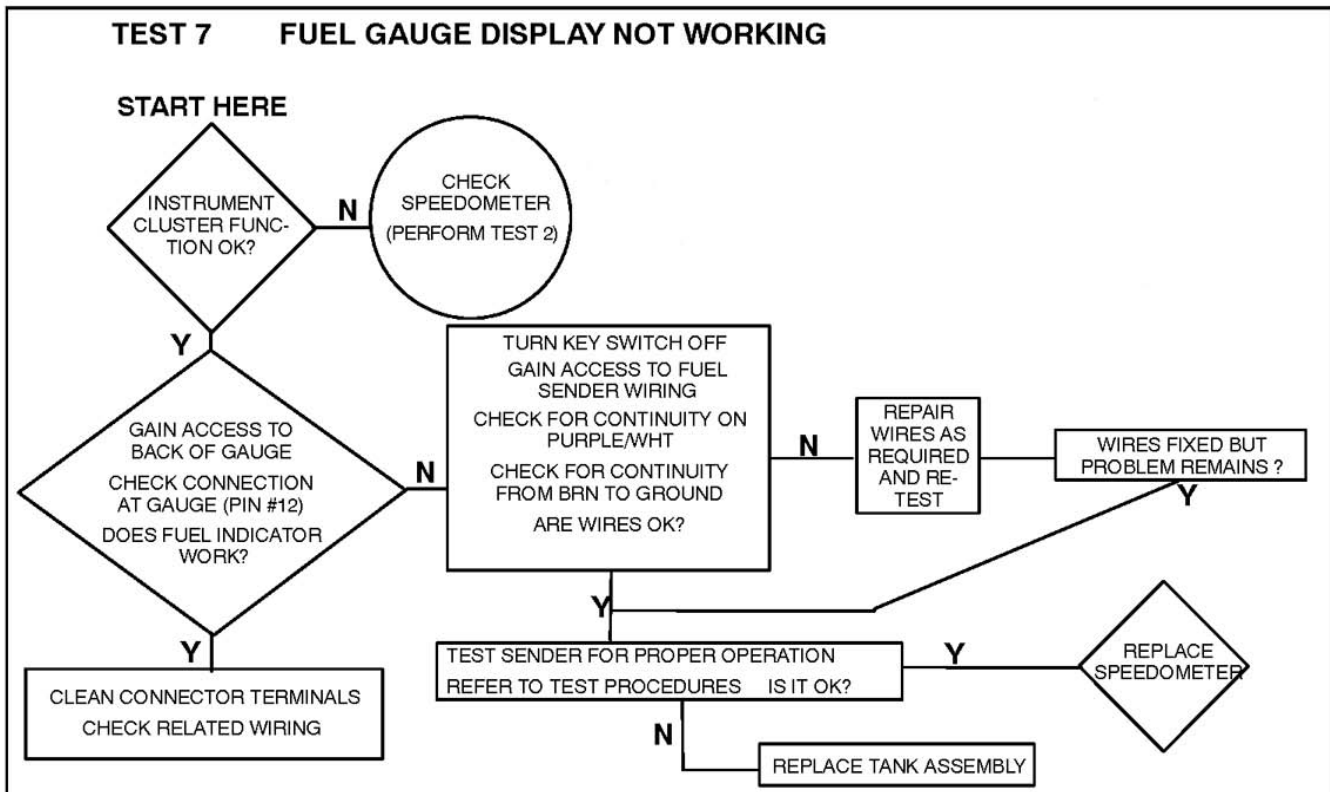 TEST 7 FUEL GAUGE DISPLAY NOT WORKING
START HERE
INSTRUMENT
CLUSTER FUNC-
TION OK?
N
CHECK
SPEEDOMETER
(PERFORM TEST 2)
Y
GAIN ACCESS TO
BACK OF GAUGE
CHECK CONNECTION
AT GAUGE (PIN #12)
DOES FUEL INDICATOR
WORK?
N
TURN KEY SWITCH OFF
GAIN ACCESS TO FUEL
SENDER WIRING
CHECK FOR CONTINUITY ON
PURPLE/WHT
CHECK FOR CONTINUITY
FROM BRN TO GROUND
ARE WIRES OK?
N
REPAIR
WIRES AS
REQUIRED
AND RE-
TEST
WIRES FIXED BUT
PROBLEM REMAINS ?
Y
Y
Y
CLEAN CONNECTOR TERMINALS
CHECK RELATED WIRING
TEST SENDER FOR PROPER OPERATION
REFER TO TEST PROCEDURES IS IT OK?
Y
REPLACE
SPEEDOMETER
N
REPLACE TANK ASSEMBLY